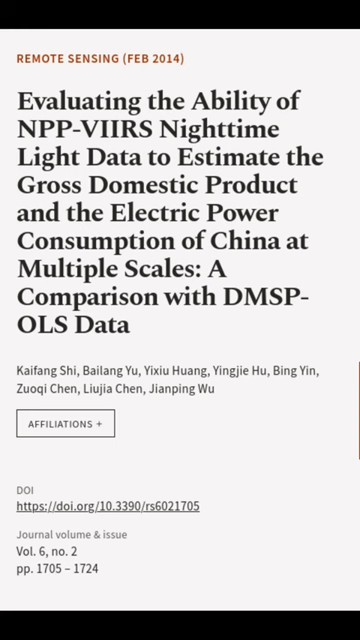 REMOTE SENSING (FEB 2014)
Evaluating the Ability of
NPP-VIIRS Nighttime
Light Data to Estimate the
Gross Domestic Product
and the Electric Power
Consumption of China at
Multiple Scales: A
Comparison with DMSP-
OLS Data
Kaifang Shi, Bailang Yu, Yixiu Huang, Yingjie Hu, Bing Yin,
Zuoqi Chen, Liujia Chen, Jianping Wu
AFFILIATIONS +
DOI
https://doi.org/10.3390/rs6021705
Journal volume & issue
Vol. 6, no. 2
pp. 1705 – 1724